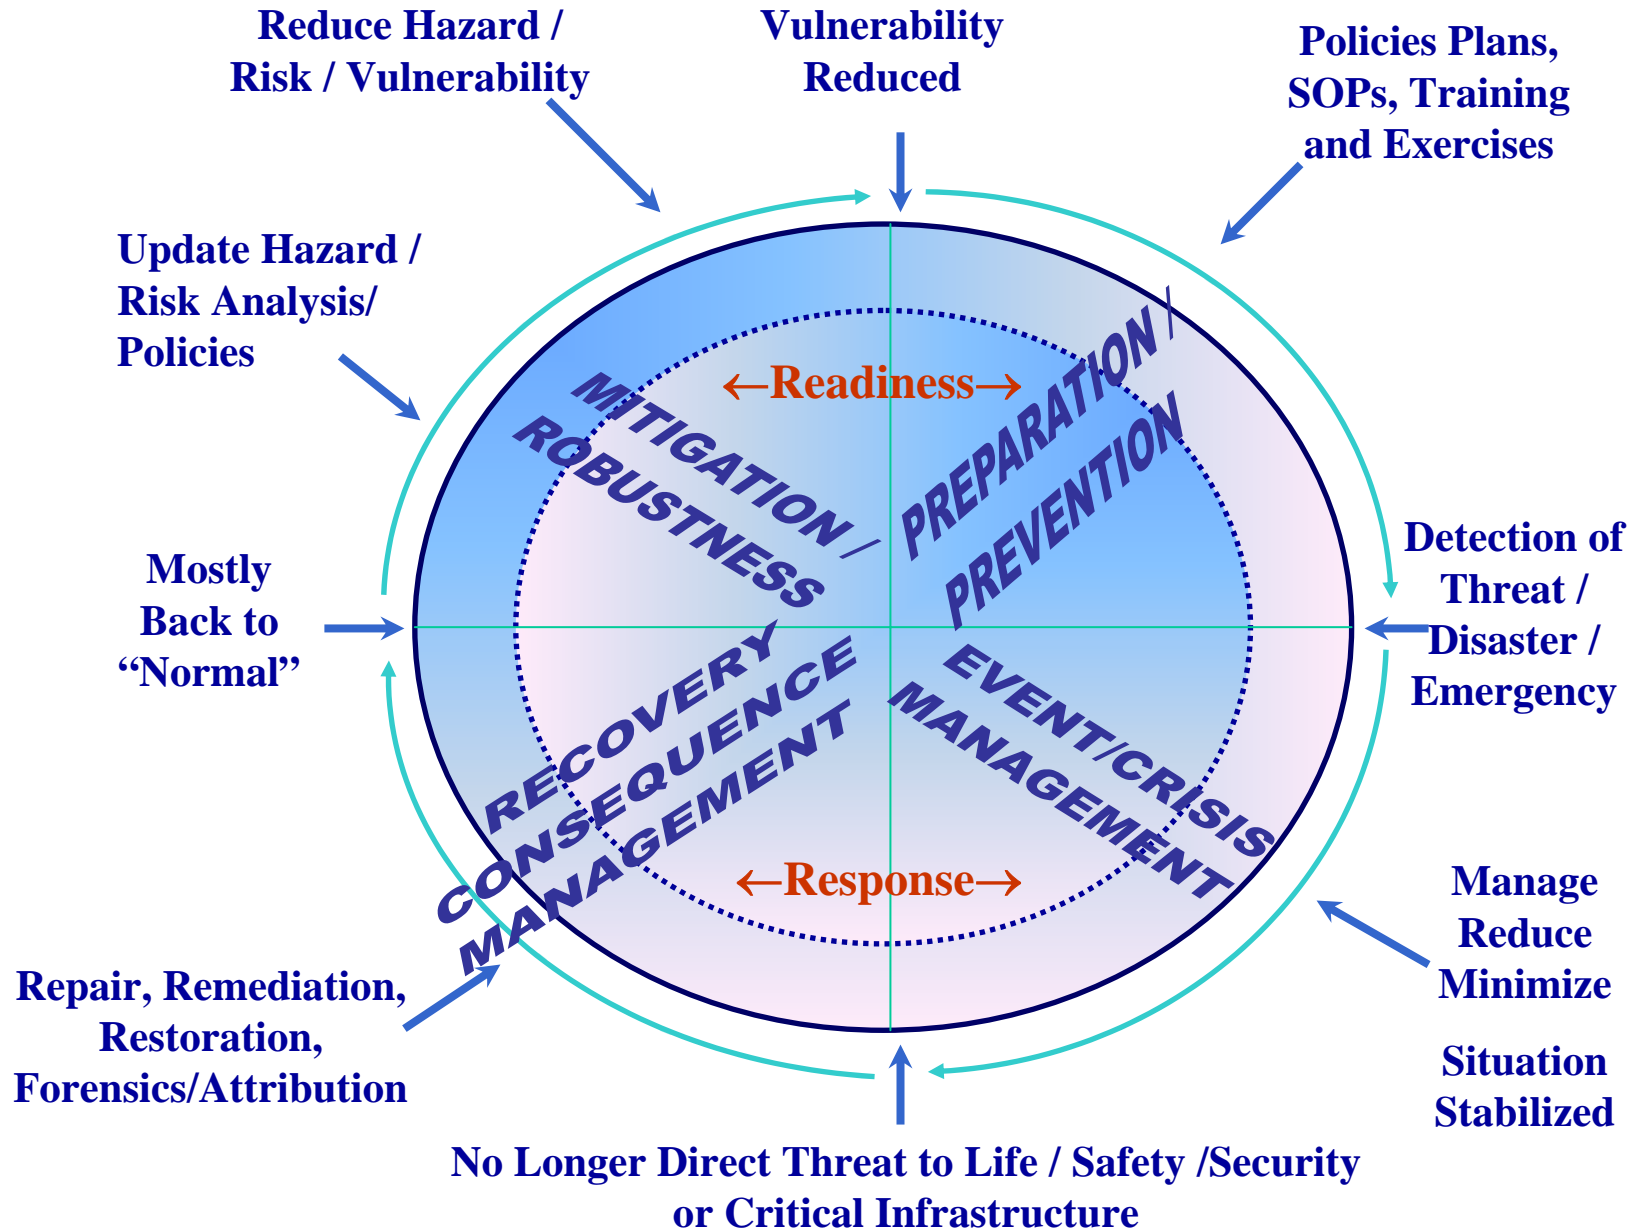 Reduce Hazard /
Risk / Vulnerability
Vulnerability
Reduced
Policies Plans,
SOPs, Training
and Exercises
Update Hazard /
Risk Analysis/
Policies
←Readiness→
MITIGATION /
ROBUSTNESS
PREPARATION /
PREVENTION
Mostly
Back to
“Normal”
Detection of
Threat /
Disaster /
Emergency
RECOVERY
CONSEQUENCE
MANAGEMENT
EVENT/CRISIS
MANAGEMENT
←Response→
Manage
Reduce
Minimize
Situation
Stabilized
Repair, Remediation,
Restoration,
Forensics/Attribution
No Longer Direct Threat to Life / Safety /Security
or Critical Infrastructure